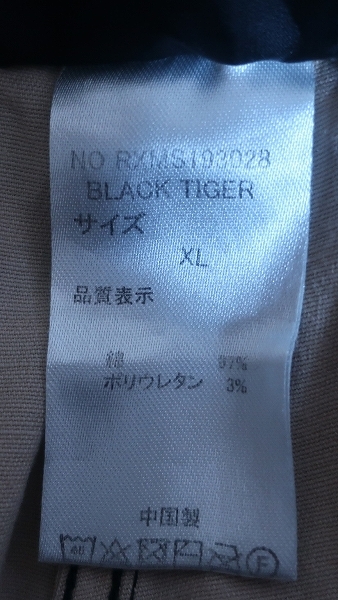 NO RXMS193028
BLACK TIGER
サイズ
XL
品質表示
綿 97%
ポリウレタン 3%
中国製
40
F